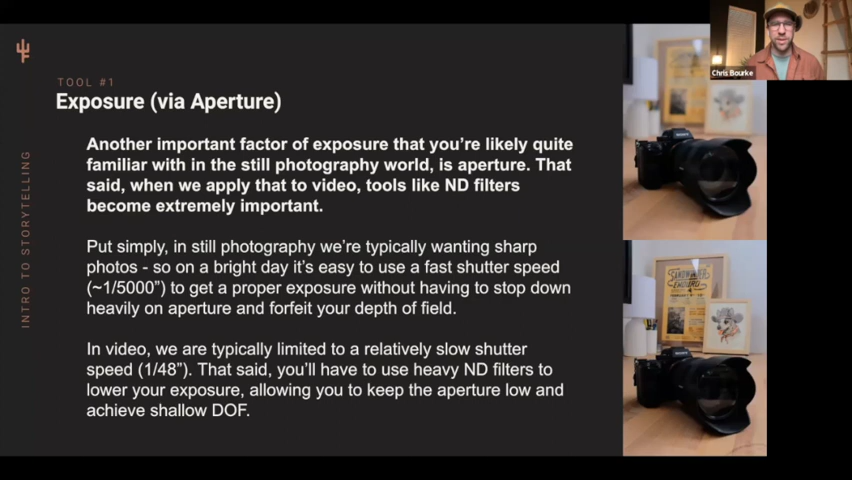 Chris Bourke
TOOL #1
Exposure (via Aperture)
INTRO TO STORYTELLING
Another important factor of exposure that you're likely quite
familiar with in the still photography world, is aperture. That
said, when we apply that to video, tools like ND filters
become extremely important.
Put simply, in still photography we're typically wanting sharp
photos - so on a bright day it's easy to use a fast shutter speed
(~1/5000") to get a proper exposure without having to stop down
heavily on aperture and forfeit your depth of field.
In video, we are typically limited to a relatively slow shutter
speed (1/48"). That said, you'll have to use heavy ND filters to
lower your exposure, allowing you to keep the aperture low and
achieve shallow DOF.
SONY